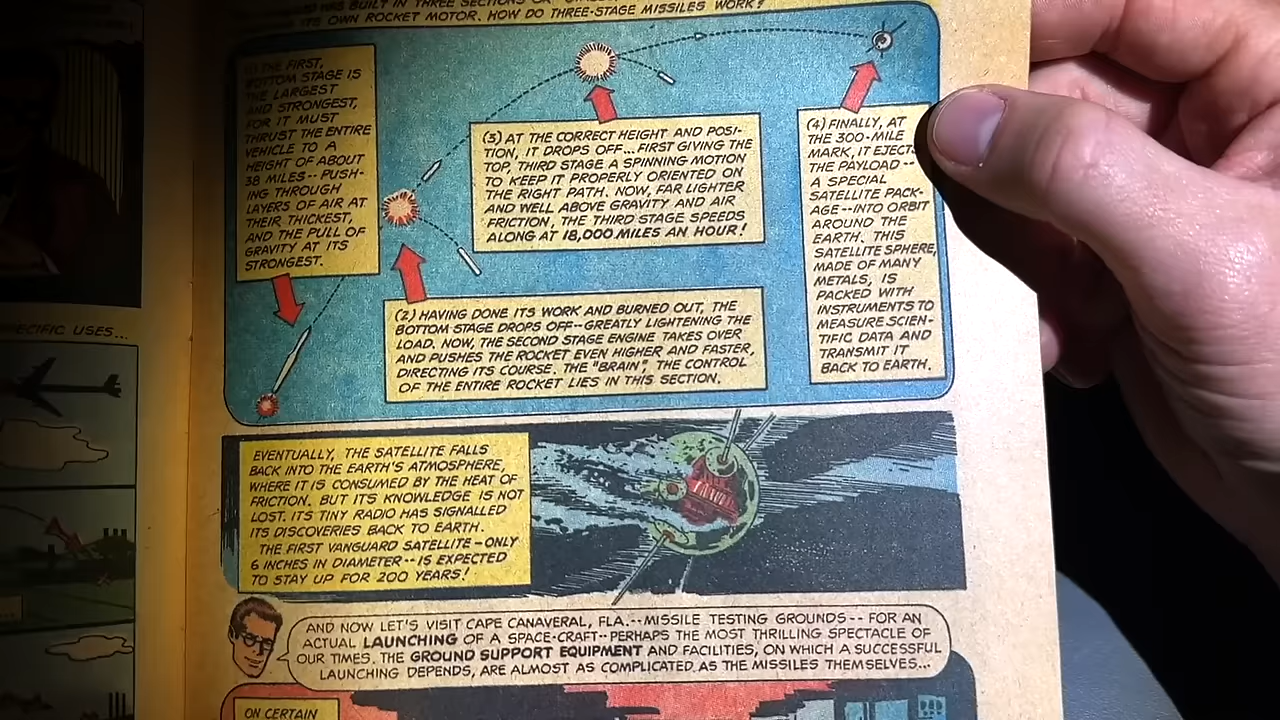 HAS BUILT IN THREE SECTIONS OR
ITS OWN ROCKET MOTOR. HOW DO THREE-STAGE MISSILES WORK?
(1) THE FIRST,
BOTTOM STAGE IS
THE LARGEST
AND STRONGEST,
FOR IT MUST
THRUST THE ENTIRE
VEHICLE TO A
HEIGHT OF ABOUT
38 MILES-- PUSH-
ING THROUGH
LAYERS OF AIR AT
THEIR THICKEST,
AND THE PULL OF
GRAVITY AT ITS
STRONGEST.
(2) HAVING DONE ITS WORK AND BURNED OUT, THE
BOTTOM STAGE DROPS OFF--GREATLY LIGHTENING THE
LOAD. NOW, THE SECOND STAGE ENGINE TAKES OVER
AND PUSHES THE ROCKET EVEN HIGHER AND FASTER,
DIRECTING ITS COURSE. THE "BRAIN", THE CONTROL
OF THE ENTIRE ROCKET LIES IN THIS SECTION.
(3) AT THE CORRECT HEIGHT AND POSI-
TION, IT DROPS OFF...FIRST GIVING THE
TOP, THIRD STAGE A SPINNING MOTION
TO KEEP IT PROPERLY ORIENTED ON
THE RIGHT PATH. NOW, FAR LIGHTER
AND WELL ABOVE GRAVITY AND AIR
FRICTION, THE THIRD STAGE SPEEDS
ALONG AT 18,000 MILES AN HOUR!
(4) FINALLY, AT
THE 300-MILE
MARK, IT EJECTS
THE PAYLOAD--
A SPECIAL
SATELLITE PACK-
AGE--INTO ORBIT
AROUND THE
EARTH. THIS
SATELLITE SPHERE,
MADE OF MANY
METALS, IS
PACKED WITH
INSTRUMENTS TO
MEASURE SCIEN-
TIFIC DATA AND
TRANSMIT IT
BACK TO EARTH.
SPECIFIC USES...
EVENTUALLY, THE SATELLITE FALLS
BACK INTO THE EARTH'S ATMOSPHERE,
WHERE IT IS CONSUMED BY THE HEAT OF
FRICTION. BUT ITS KNOWLEDGE IS NOT
LOST. ITS TINY RADIO HAS SIGNALLED
ITS DISCOVERIES BACK TO EARTH.
THE FIRST VANGUARD SATELLITE--ONLY
6 INCHES IN DIAMETER--IS EXPECTED
TO STAY UP FOR 200 YEARS!
AND NOW LET'S VISIT CAPE CANAVERAL, FLA.--MISSILE TESTING GROUNDS-- FOR AN
ACTUAL LAUNCHING OF A SPACE-CRAFT--PERHAPS THE MOST THRILLING SPECTACLE OF
OUR TIMES. THE GROUND SUPPORT EQUIPMENT AND FACILITIES, ON WHICH A SUCCESSFUL
LAUNCHING DEPENDS, ARE ALMOST AS COMPLICATED AS THE MISSILES THEMSELVES...
ON CERTAIN